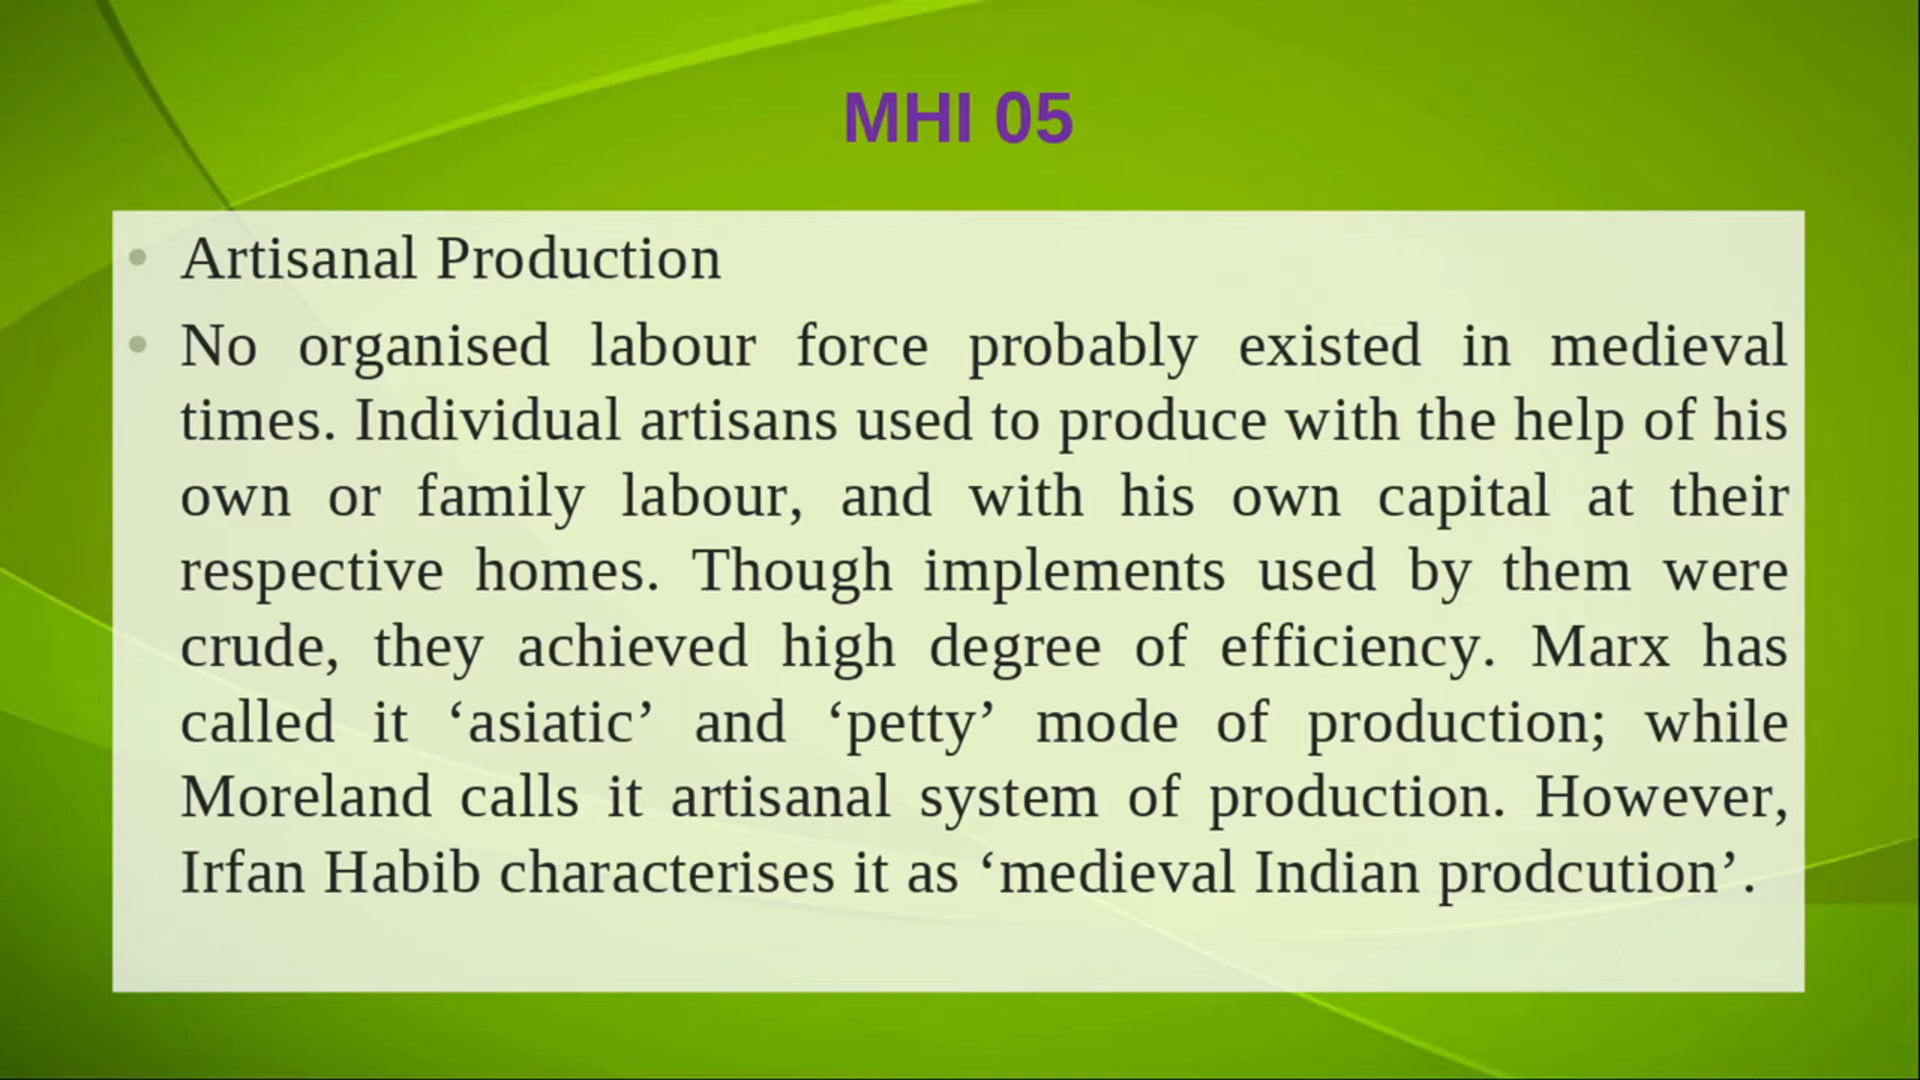 MHI 05
• Artisanal Production
• No organised labour force probably existed in medieval
times. Individual artisans used to produce with the help of his
own or family labour, and with his own capital at their
respective homes. Though implements used by them were
crude, they achieved high degree of efficiency. Marx has
called it ‘asiatic’ and ‘petty’ mode of production; while
Moreland calls it artisanal system of production. However,
Irfan Habib characterises it as ‘medieval Indian prodcution’.